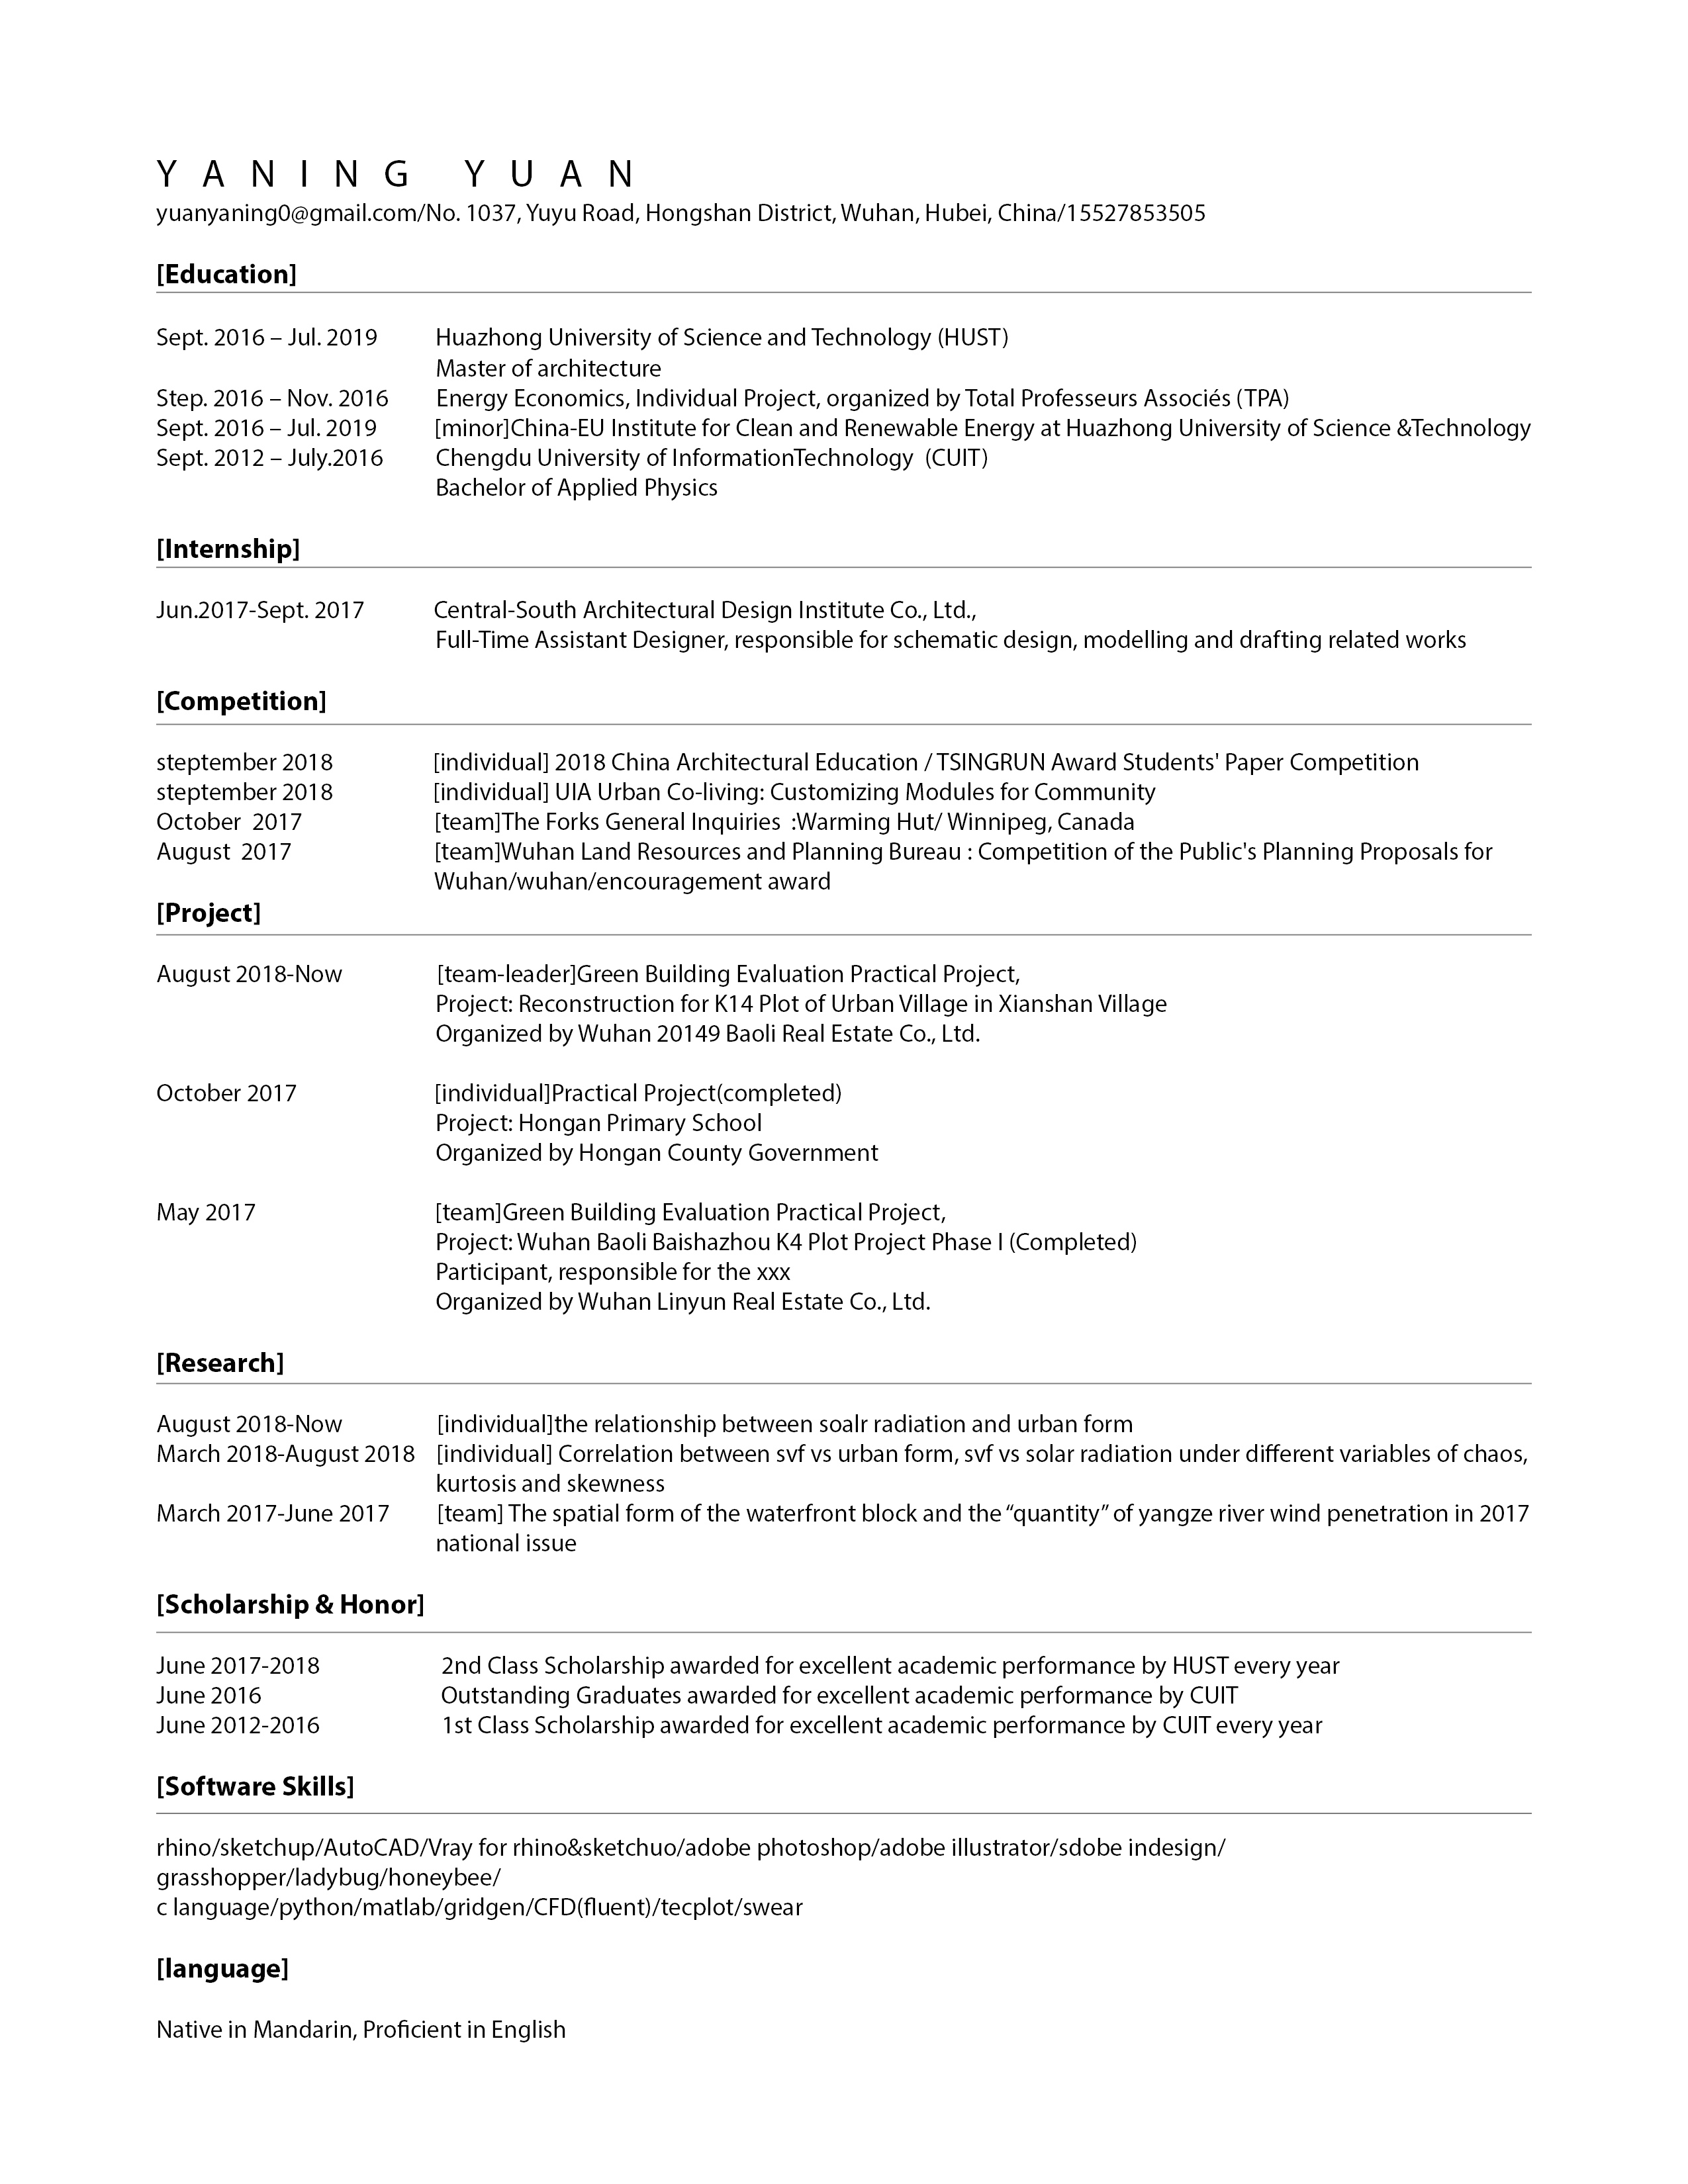 YANING YUAN
yuanyaning0@gmail.com/No. 1037, Yuyu Road, Hongshan District, Wuhan, Hubei, China/15527853505
[Education]
Sept. 2016 – Jul. 2019 Huazhong University of Science and Technology (HUST)
Master of architecture
Step. 2016 – Nov. 2016 Energy Economics, Individual Project, organized by Total Professeurs Associés (TPA)
Sept. 2016 – Jul. 2019 [minor]China-EU Institute for Clean and Renewable Energy at Huazhong University of Science &Technology
Sept. 2012 – July.2016 Chengdu University of InformationTechnology (CUIT)
Bachelor of Applied Physics
[Internship]
Jun.2017-Sept. 2017 Central-South Architectural Design Institute Co., Ltd.,
Full-Time Assistant Designer, responsible for schematic design, modelling and drafting related works
[Competition]
steptember 2018 [individual] 2018 China Architectural Education / TSINGRUN Award Students' Paper Competition
steptember 2018 [individual] UIA Urban Co-living: Customizing Modules for Community
October 2017 [team]The Forks General Inquiries :Warming Hut/ Winnipeg, Canada
August 2017 [team]Wuhan Land Resources and Planning Bureau : Competition of the Public's Planning Proposals for
Wuhan/wuhan/encouragement award
[Project]
August 2018-Now [team-leader]Green Building Evaluation Practical Project,
Project: Reconstruction for K14 Plot of Urban Village in Xianshan Village
Organized by Wuhan 20149 Baoli Real Estate Co., Ltd.
October 2017 [individual]Practical Project(completed)
Project: Hongan Primary School
Organized by Hongan County Government
May 2017 [team]Green Building Evaluation Practical Project,
Project: Wuhan Baoli Baishazhou K4 Plot Project Phase I (Completed)
Participant, responsible for the xxx
Organized by Wuhan Linyun Real Estate Co., Ltd.
[Research]
August 2018-Now [individual]the relationship between soalr radiation and urban form
March 2018-August 2018 [individual] Correlation between svf vs urban form, svf vs solar radiation under different variables of chaos,
kurtosis and skewness
March 2017-June 2017 [team] The spatial form of the waterfront block and the “quantity” of yangze river wind penetration in 2017
national issue
[Scholarship & Honor]
June 2017-2018 2nd Class Scholarship awarded for excellent academic performance by HUST every year
June 2016 Outstanding Graduates awarded for excellent academic performance by CUIT
June 2012-2016 1st Class Scholarship awarded for excellent academic performance by CUIT every year
[Software Skills]
rhino/sketchup/AutoCAD/Vray for rhino&sketchuo/adobe photoshop/adobe illustrator/sdobe indesign/
grasshopper/ladybug/honeybee/
c language/python/matlab/gridgen/CFD(fluent)/tecplot/swear
[language]
Native in Mandarin, Proficient in English